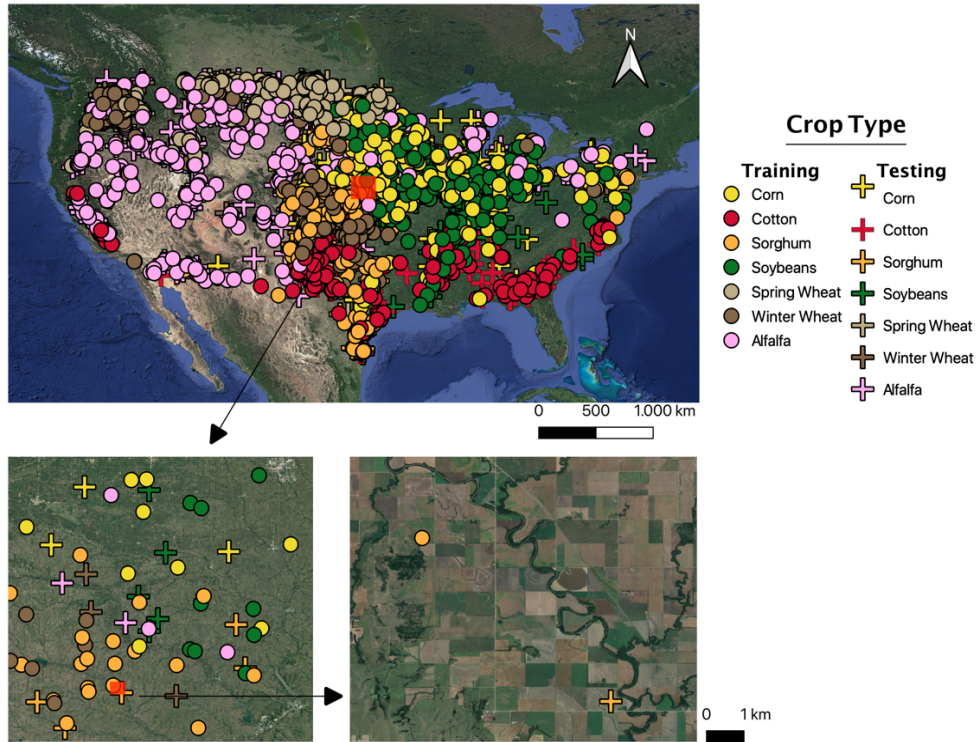 N
0 500 1.000 km
Crop Type
Training
Corn
Cotton
Sorghum
Soybeans
Spring Wheat
Winter Wheat
Alfalfa
Testing
Corn
Cotton
Sorghum
Soybeans
Spring Wheat
Winter Wheat
Alfalfa
0 1 km